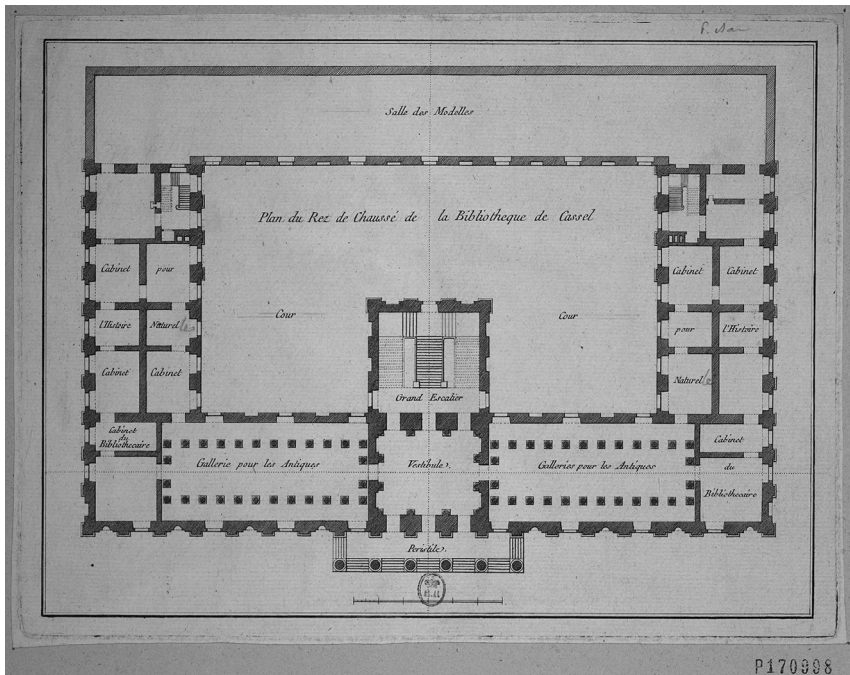 Salle des Modelles
Plan du Rez de Chaussé de la Bibliotheque de Cassel
Cabinet pour
l'Histoire Naturelle
Cabinet Cabinet
Cabinet
du
Bibliothecaire
Cour
Cour
Cabinet Cabinet
pour l'Histoire
Naturelle
Cabinet
du
Bibliothecaire
Grand Escalier
Gallerie pour les Antiques
Vestibule.
Galleries pour les Antiques
Peristile.
P170998